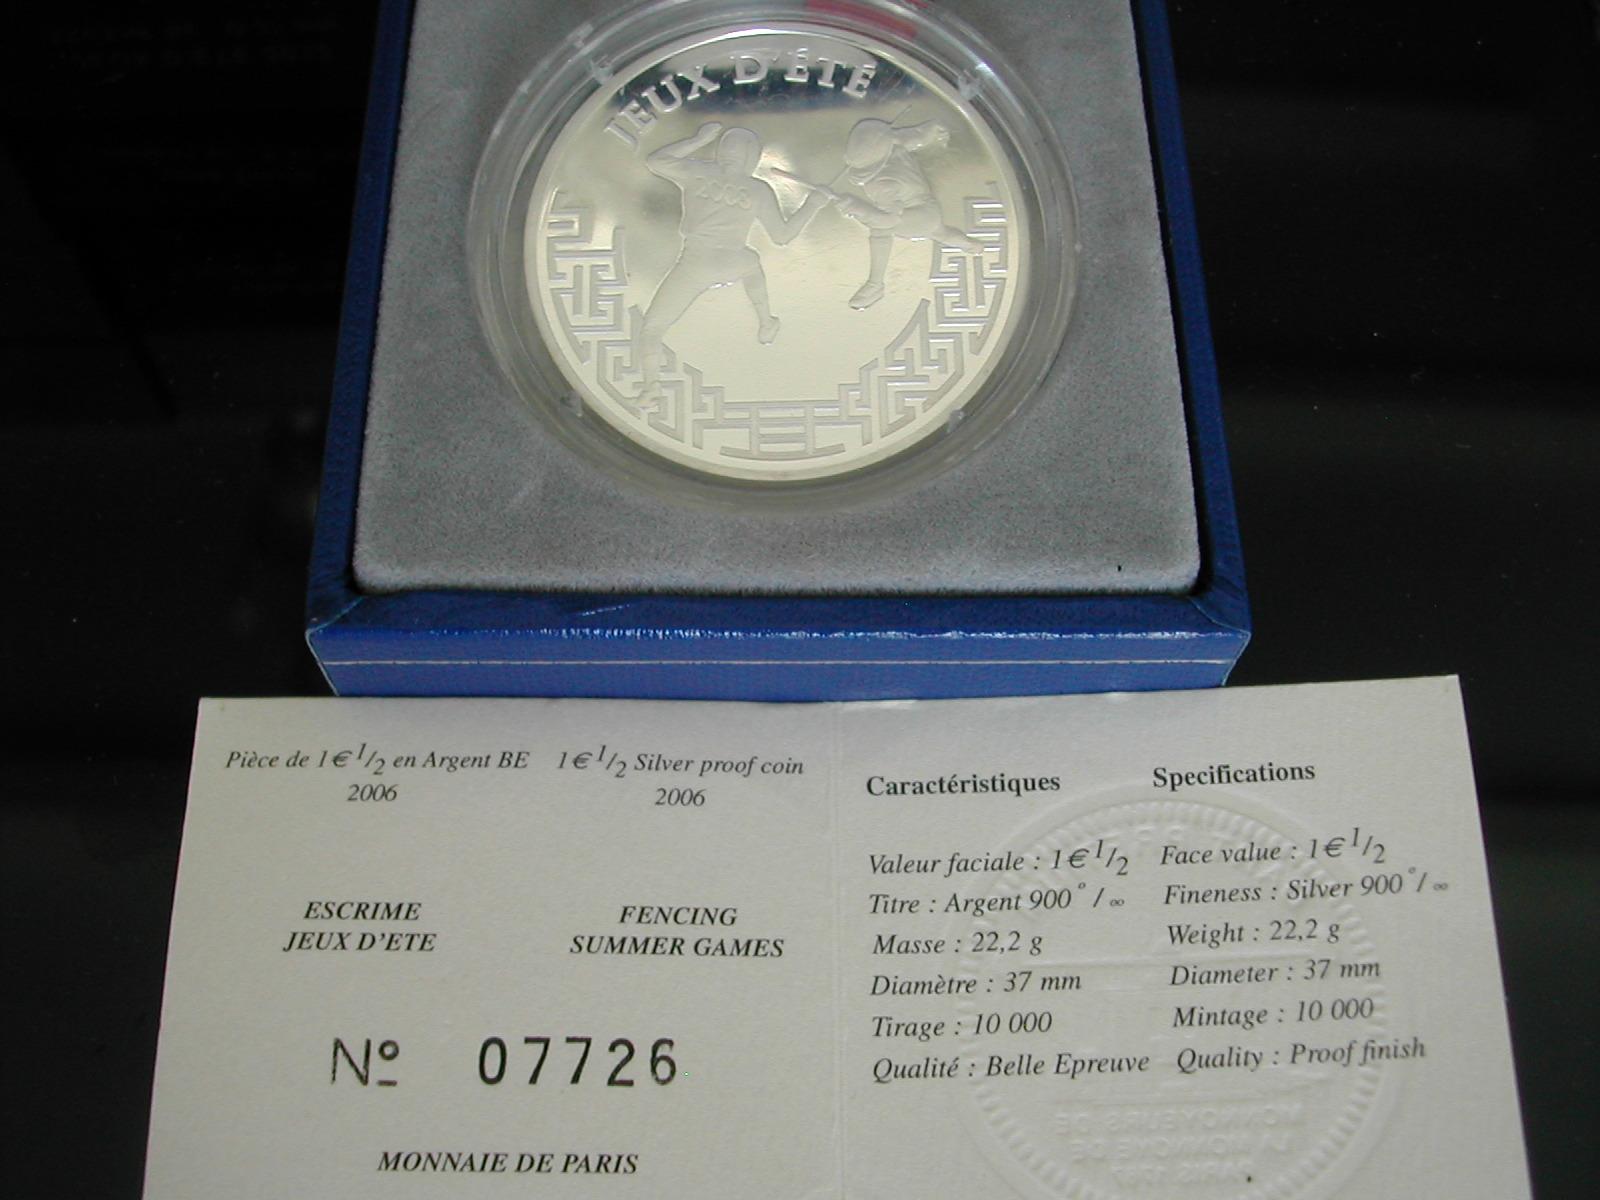 JEUX D'ÉTÉ
2006
Pièce de 1€ 1/2 en Argent BE
2006
1€ 1/2 Silver proof coin
2006
ESCRIME
JEUX D'ETE
FENCING
SUMMER GAMES
Nº 07726
MONNAIE DE PARIS
Caractéristiques
Valeur faciale : 1€ 1/2
Titre : Argent 900°/∞
Masse : 22,2 g
Diamètre : 37 mm
Tirage : 10 000
Qualité : Belle Epreuve
Specifications
Face value : 1€ 1/2
Fineness : Silver 900°/∞
Weight : 22,2 g
Diameter : 37 mm
Mintage : 10 000
Quality : Proof finish